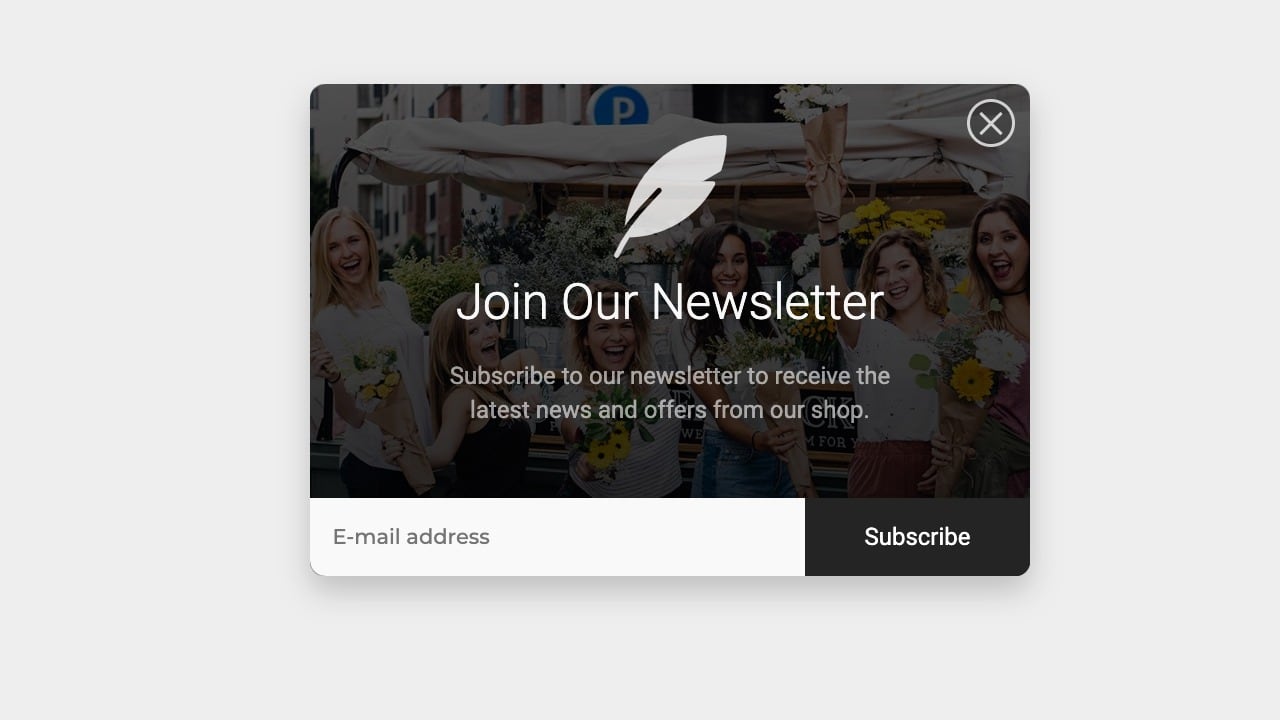 P
Join Our Newsletter
Subscribe to our newsletter to receive the
latest news and offers from our shop.
E-mail address
Subscribe